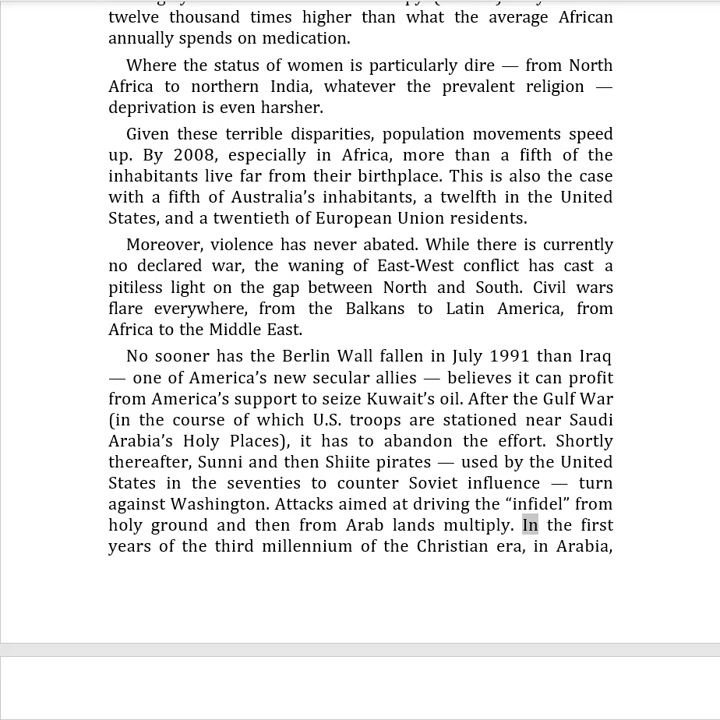 twelve thousand times higher than what the average African
annually spends on medication.
Where the status of women is particularly dire — from North
Africa to northern India, whatever the prevalent religion —
deprivation is even harsher.
Given these terrible disparities, population movements speed
up. By 2008, especially in Africa, more than a fifth of the
inhabitants live far from their birthplace. This is also the case
with a fifth of Australia’s inhabitants, a twelfth in the United
States, and a twentieth of European Union residents.
Moreover, violence has never abated. While there is currently
no declared war, the waning of East-West conflict has cast a
pitiless light on the gap between North and South. Civil wars
flare everywhere, from the Balkans to Latin America, from
Africa to the Middle East.
No sooner has the Berlin Wall fallen in July 1991 than Iraq
— one of America’s new secular allies — believes it can profit
from America’s support to seize Kuwait’s oil. After the Gulf War
(in the course of which U.S. troops are stationed near Saudi
Arabia’s Holy Places), it has to abandon the effort. Shortly
thereafter, Sunni and then Shiite pirates — used by the United
States in the seventies to counter Soviet influence — turn
against Washington. Attacks aimed at driving the “infidel” from
holy ground and then from Arab lands multiply. In the first
years of the third millennium of the Christian era, in Arabia,